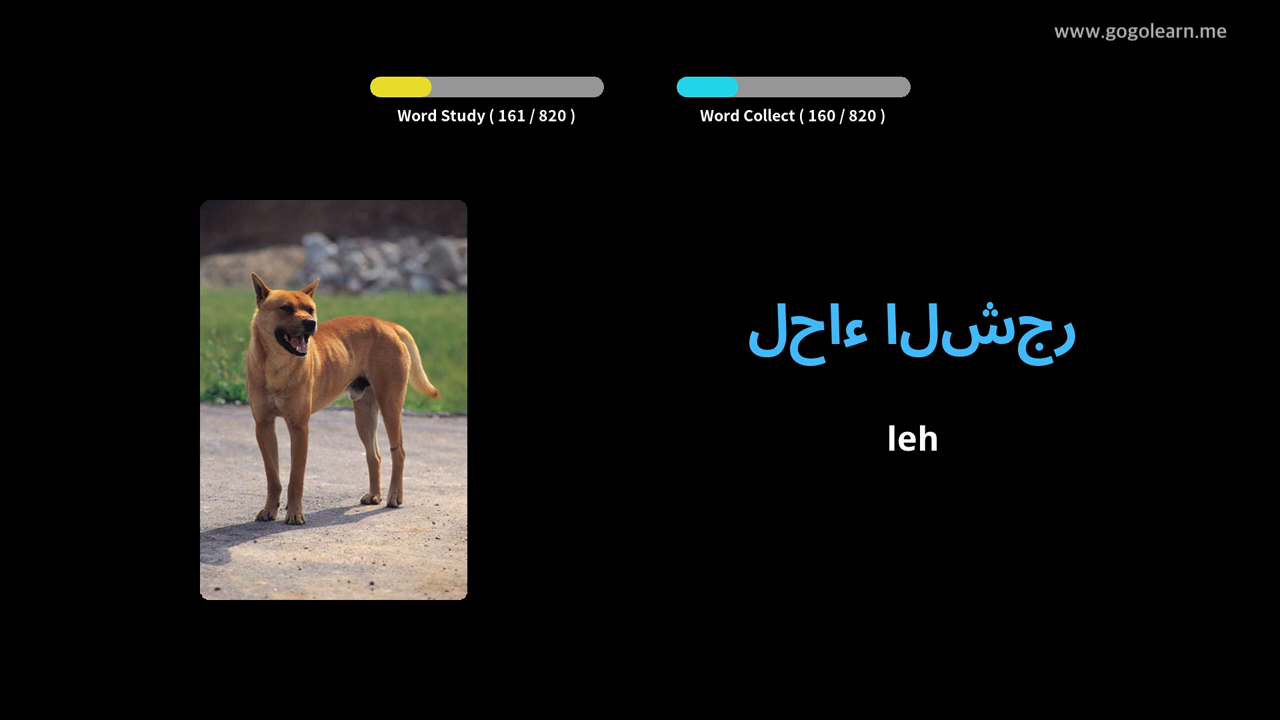 www.gogolearn.me
Word Study ( 161 / 820 )
Word Collect ( 160 / 820 )
لحاء الشجر
leh